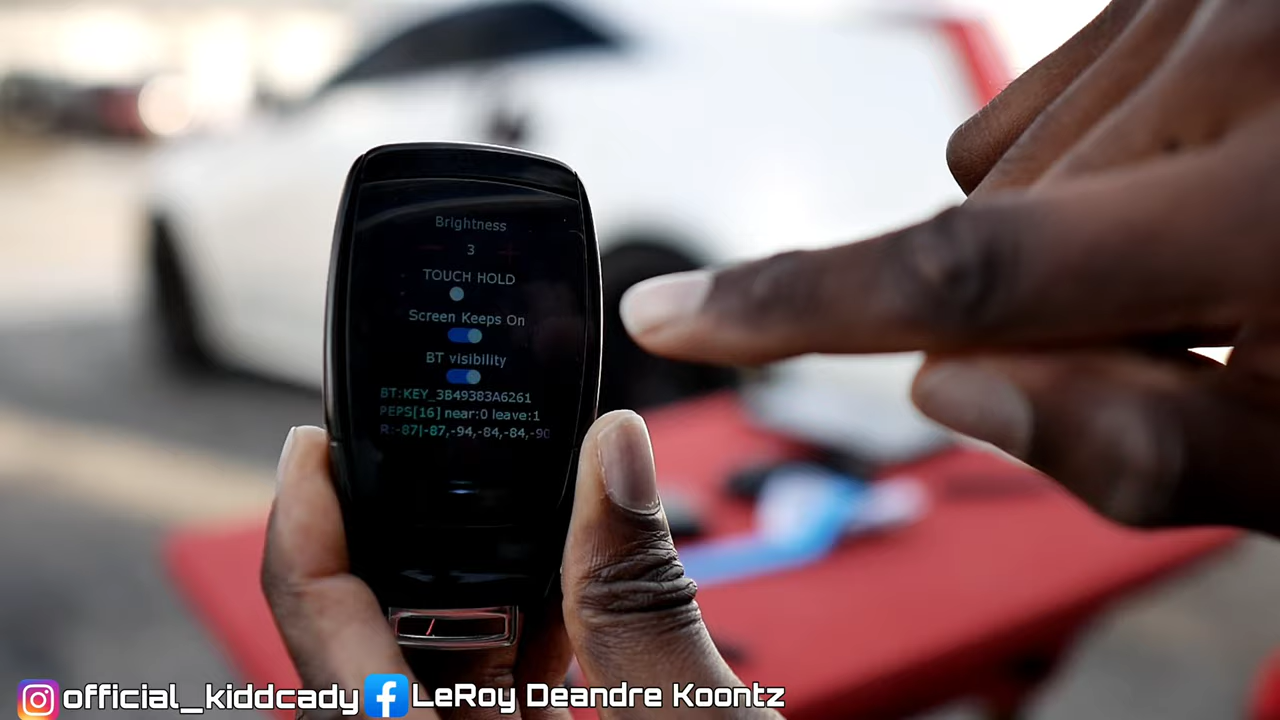 Brightness
3
TOUCH HOLD
Screen Keeps On
BT visibility
BT:KEY_3B49383A6261
PEPS[16] near:0 leave:1
R:-87|-87,-94,-84,-84,-90
official_kiddcady LeRoy Deandre Koontz